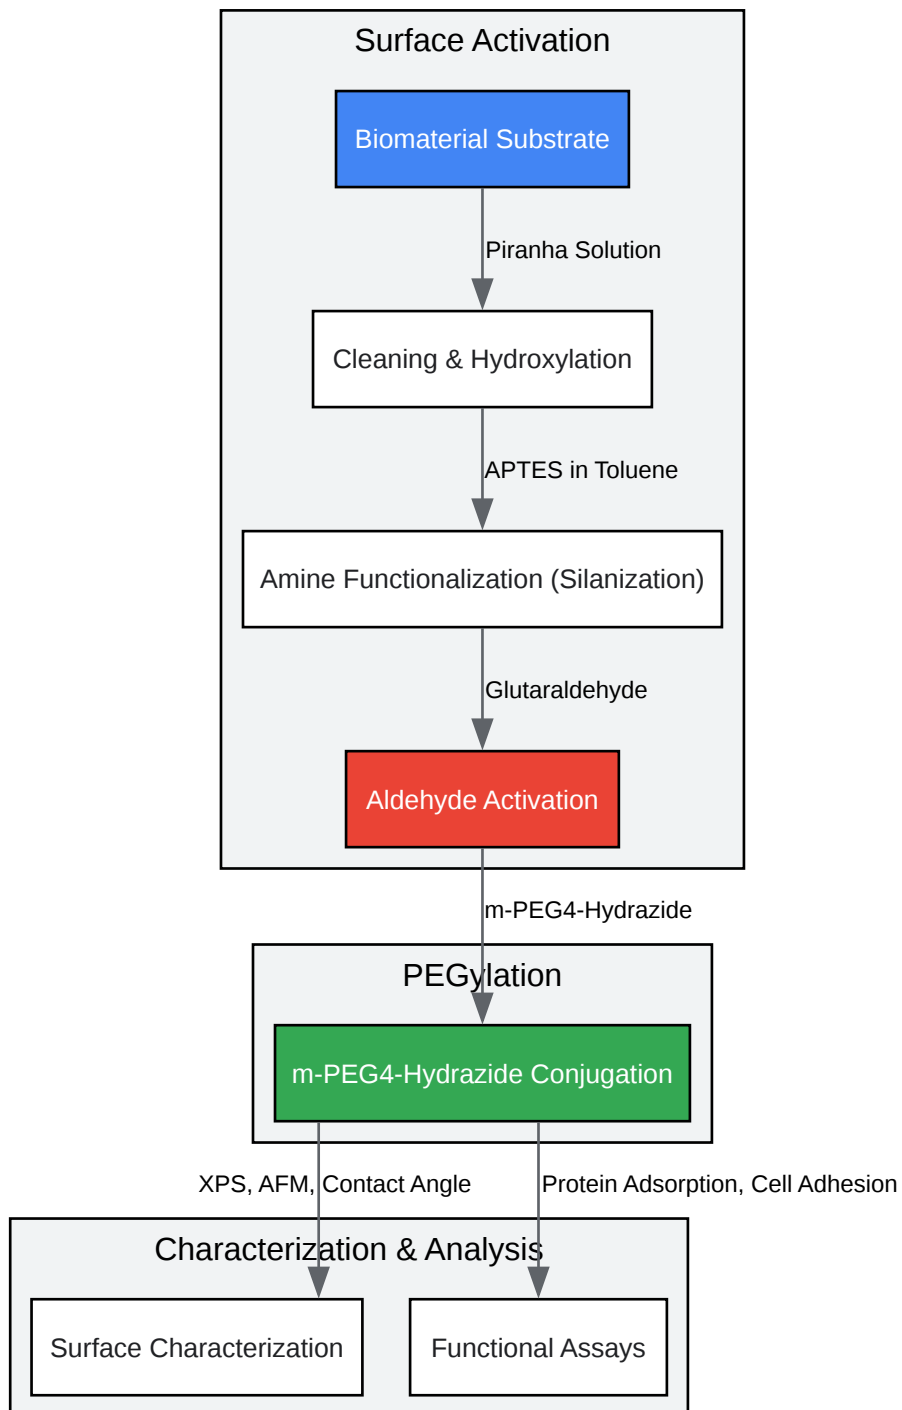 Surface Activation
Biomaterial Substrate
Piranha Solution
Cleaning & Hydroxylation
APTES in Toluene
Amine Functionalization (Silanization)
Glutaraldehyde
Aldehyde Activation
m-PEG4-Hydrazide
PEGylation
m-PEG4-Hydrazide Conjugation
XPS, AFM, Contact Angle
Protein Adsorption, Cell Adhesion
Characterization & Analysis
Surface Characterization
Functional Assays